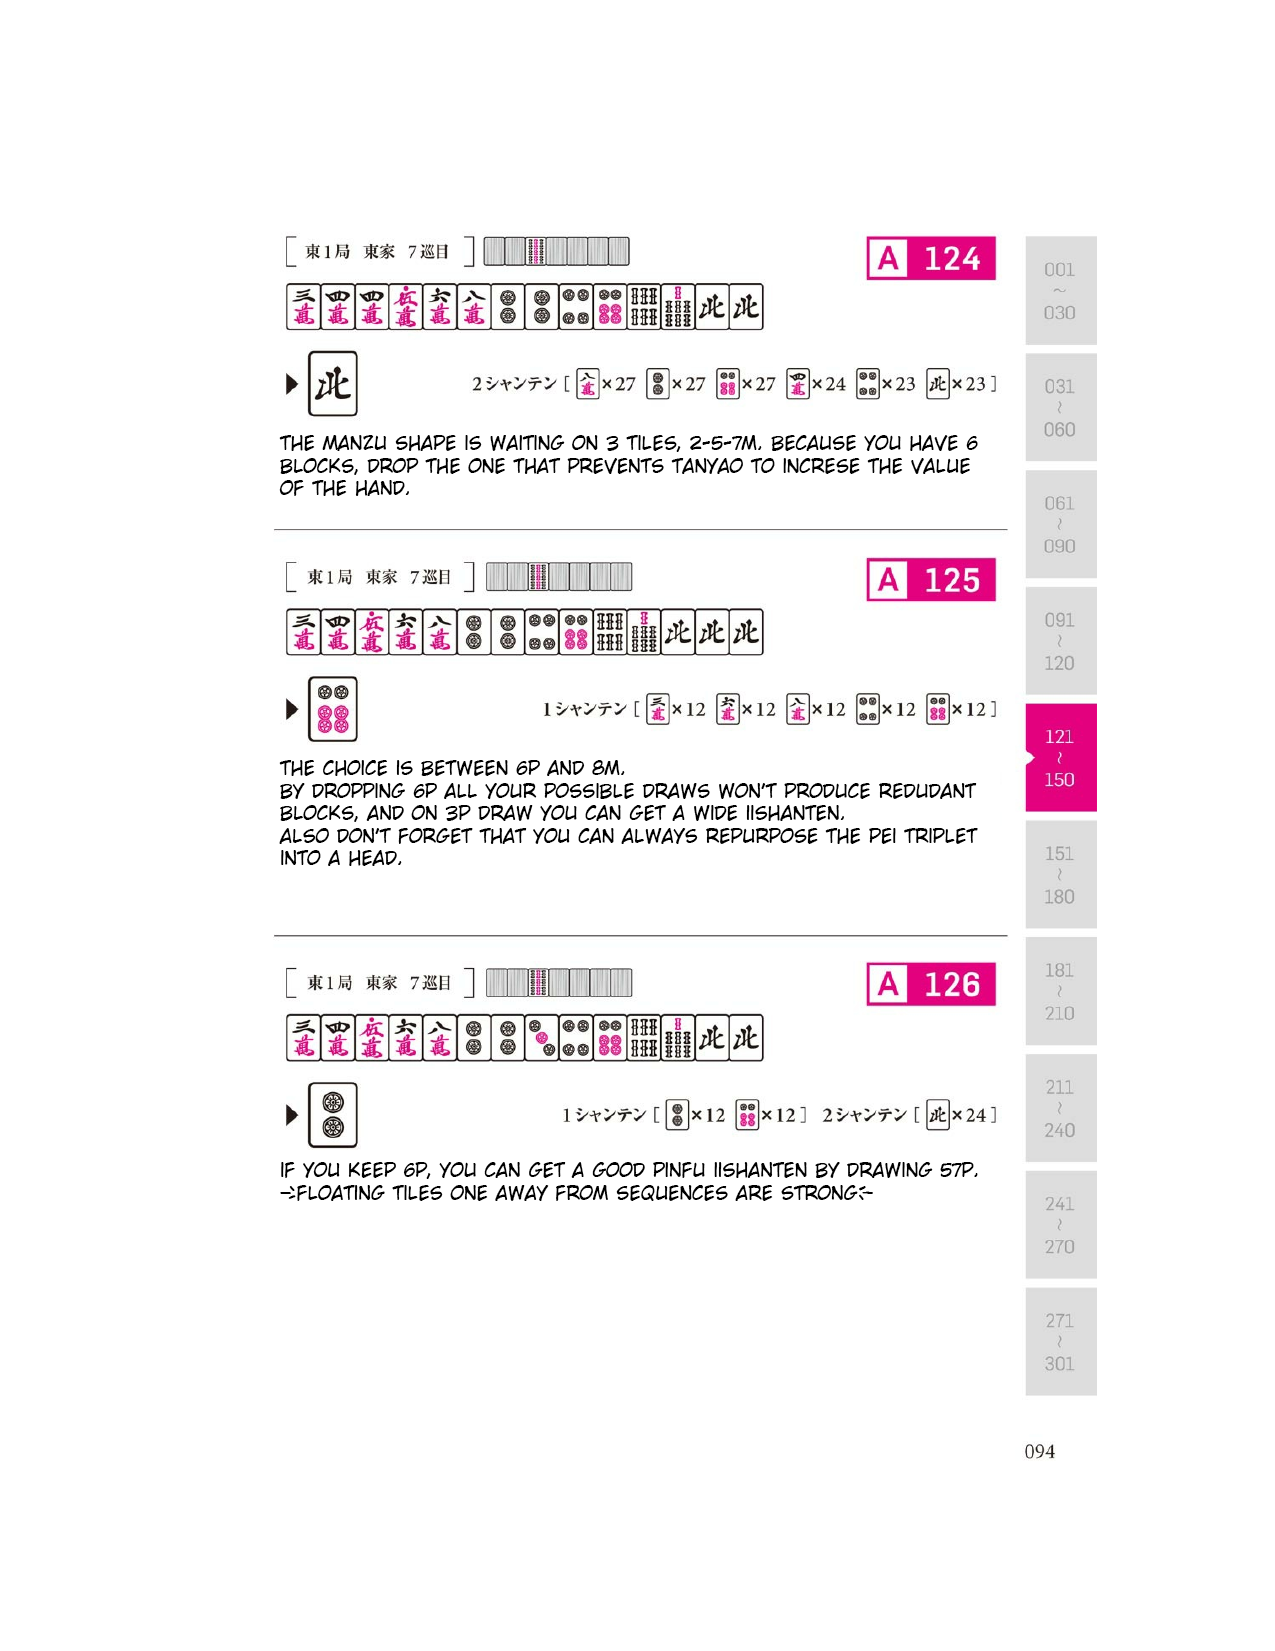 [ 東1局 東家 7巡目 ]
A 124
三萬 四萬 四萬 伍萬 六萬 八萬 北 北
北
2シャンテン [ 八萬 ×27 ×27 ×27 四萬 ×24 ×23 北 ×23 ]
THE MANZU SHAPE IS WAITING ON 3 TILES, 2-5-7M. BECAUSE YOU HAVE 6
BLOCKS, DROP THE ONE THAT PREVENTS TANYAO TO INCRESE THE VALUE
OF THE HAND.
[ 東1局 東家 7巡目 ]
A 125
三萬 四萬 伍萬 六萬 八萬 北 北 北
1シャンテン [ 三萬 ×12 六萬 ×12 八萬 ×12 ×12 ×12 ]
THE CHOICE IS BETWEEN 6P AND 8M.
BY DROPPING 6P ALL YOUR POSSIBLE DRAWS WON'T PRODUCE REDUDANT
BLOCKS, AND ON 3P DRAW YOU CAN GET A WIDE IISHANTEN.
ALSO DON'T FORGET THAT YOU CAN ALWAYS REPURPOSE THE PEI TRIPLET
INTO A HEAD.
[ 東1局 東家 7巡目 ]
A 126
三萬 四萬 伍萬 六萬 八萬 北 北
1シャンテン [ ×12 ×12 ] 2シャンテン [ 北 ×24 ]
IF YOU KEEP 6P, YOU CAN GET A GOOD PINFU IISHANTEN BY DRAWING 57P.
->FLOATING TILES ONE AWAY FROM SEQUENCES ARE STRONG<-
001
~
030
031
~
060
061
~
090
091
~
120
121
~
150
151
~
180
181
~
210
211
~
240
241
~
270
271
~
301
094